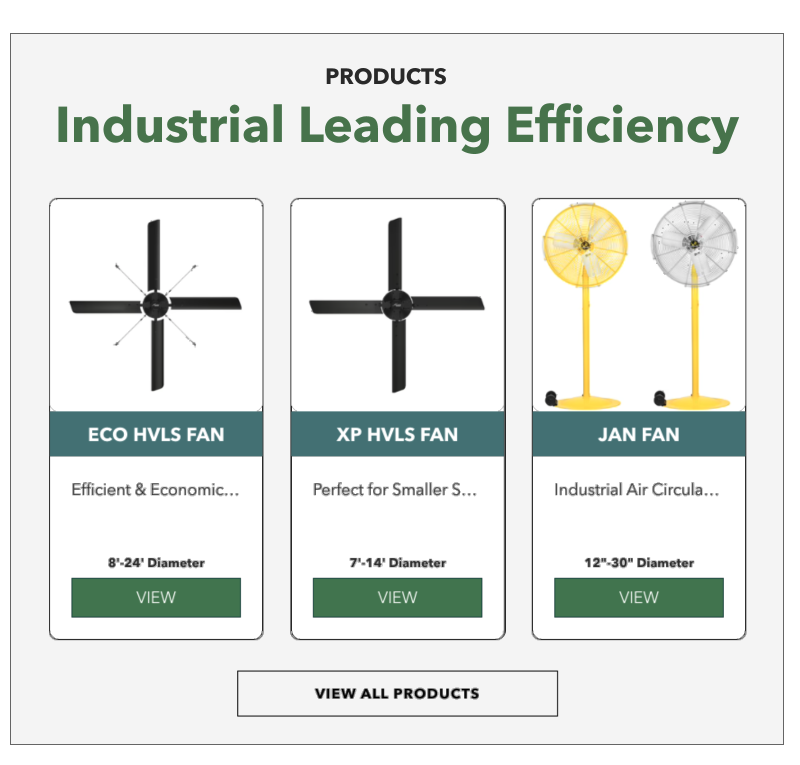 PRODUCTS
Industrial Leading Efficiency
ECO HVLS FAN
XP HVLS FAN
JAN FAN
Efficient & Economic...
Perfect for Smaller S...
Industrial Air Circula...
8'-24' Diameter
7'-14' Diameter
12"-30" Diameter
VIEW
VIEW
VIEW
VIEW ALL PRODUCTS